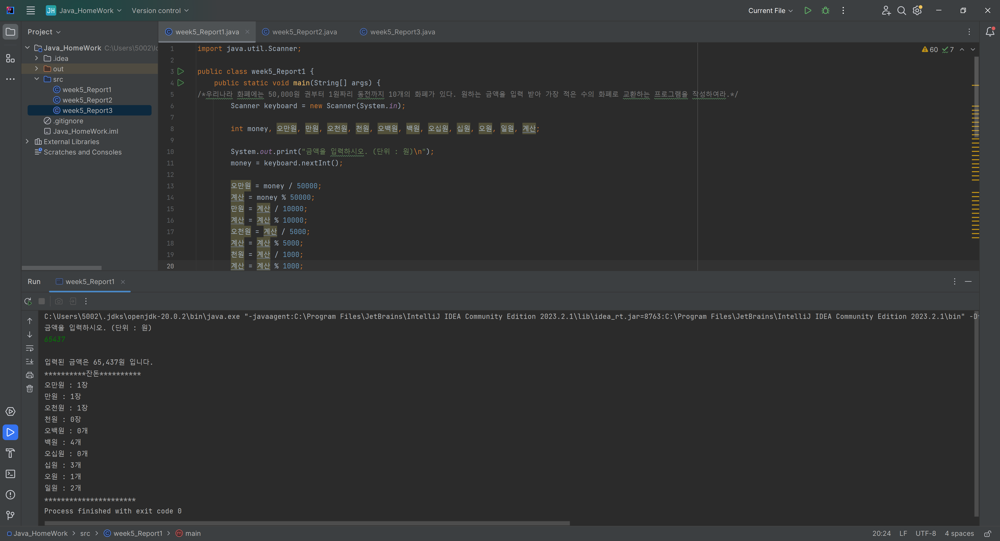 JH Java_HomeWork Version control Current File
Project
week5_Report1.java week5_Report2.java week5_Report3.java
Java_HomeWork C:\Users\5002\Ic
.idea
out
src
week5_Report1
week5_Report2
week5_Report3
.gitignore
Java_HomeWork.iml
External Libraries
Scratches and Consoles
60 7
1 import java.util.Scanner;
2
3 public class week5_Report1 {
4 public static void main(String[] args) {
5 /*우리나라 화폐에는 50,000원 권부터 1원짜리 동전까지 10개의 화폐가 있다. 원하는 금액을 입력 받아 가장 적은 수의 화폐로 교환하는 프로그램을 작성하여라.*/
6 Scanner keyboard = new Scanner(System.in);
7
8 int money, 오만원, 만원, 오천원, 천원, 오백원, 백원, 오십원, 십원, 오원, 일원, 계산;
9
10 System.out.print("금액을 입력하시오. (단위 : 원)\n");
11 money = keyboard.nextInt();
12
13 오만원 = money / 50000;
14 계산 = money % 50000;
15 만원 = 계산 / 10000;
16 계산 = 계산 % 10000;
17 오천원 = 계산 / 5000;
18 계산 = 계산 % 5000;
19 천원 = 계산 / 1000;
20 계산 = 계산 % 1000;
Run week5_Report1
C:\Users\5002\.jdks\openjdk-20.0.2\bin\java.exe "-javaagent:C:\Program Files\JetBrains\IntelliJ IDEA Community Edition 2023.2.1\lib\idea_rt.jar=8763:C:\Program Files\JetBrains\IntelliJ IDEA Community Edition 2023.2.1\bin" -D
금액을 입력하시오. (단위 : 원)
65437
입력된 금액은 65,437원 입니다.
**********잔돈**********
오만원 : 1장
만원 : 1장
오천원 : 1장
천원 : 0장
오백원 : 0개
백원 : 4개
오십원 : 0개
십원 : 3개
오원 : 1개
일원 : 2개
**********************
Process finished with exit code 0
Java_HomeWork > src > week5_Report1 > main
20:24 LF UTF-8 4 spaces